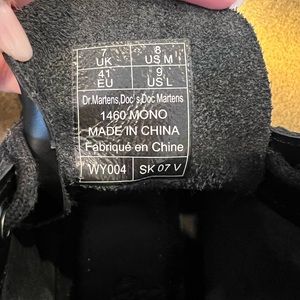 7 8
UK US M
41 9
EU US L
Dr.Martens,Doc's,Doc Martens
1460 MONO
MADE IN CHINA
Fabriqué en Chine
WY004 SK 07 V